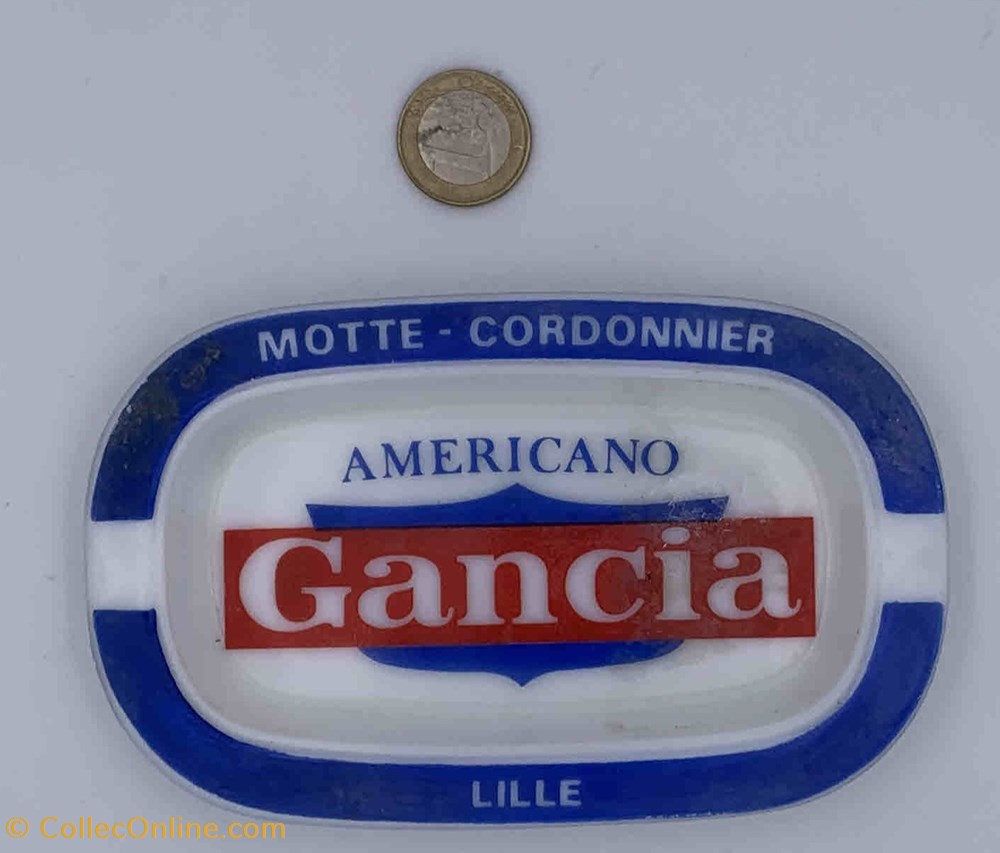 MOTTE - CORDONNIER
AMERICANO
Gancia
LILLE
© CollecOnline.com